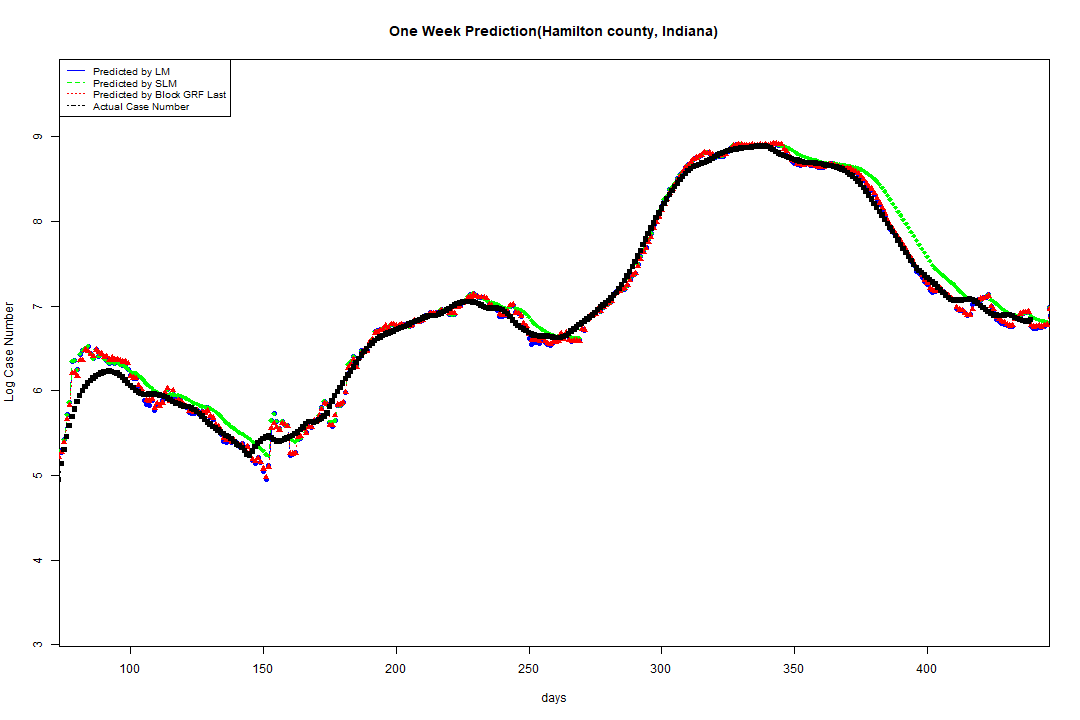 One Week Prediction(Hamilton county, Indiana)
Predicted by LM
Predicted by SLM
Predicted by Block GRF Last
Actual Case Number
9
8
7
6
5
4
3
Log Case Number
100 150 200 250 300 350 400
days